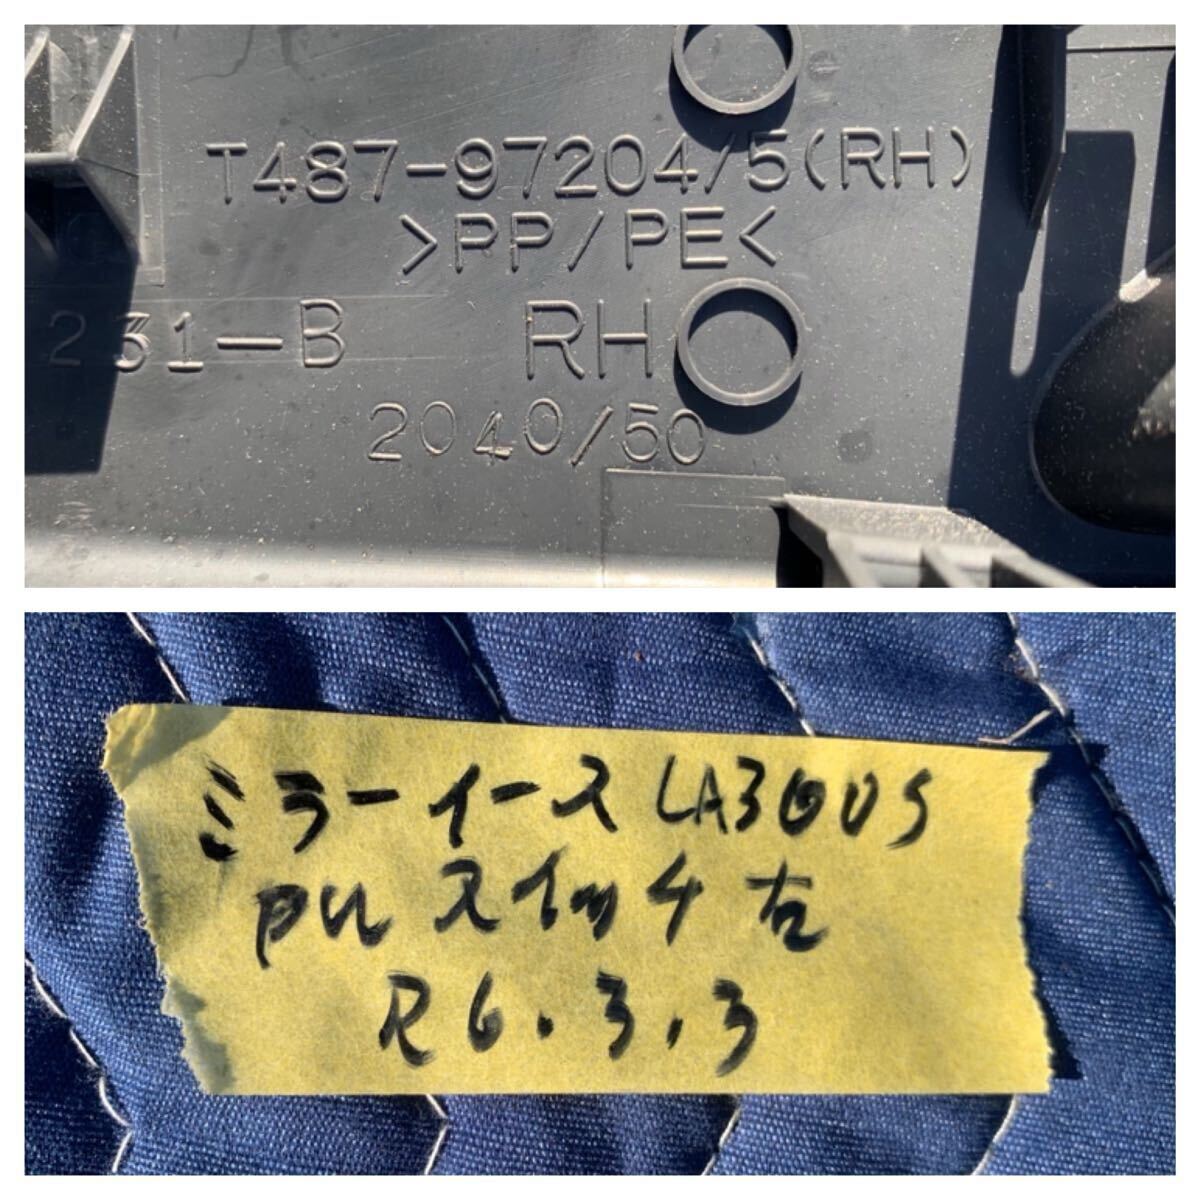 T487-97204/5(RH)
>PP/PE<
231-B RH
2040/50
ミラーイース LA300S
PW スイッチ 右
R6.3.3